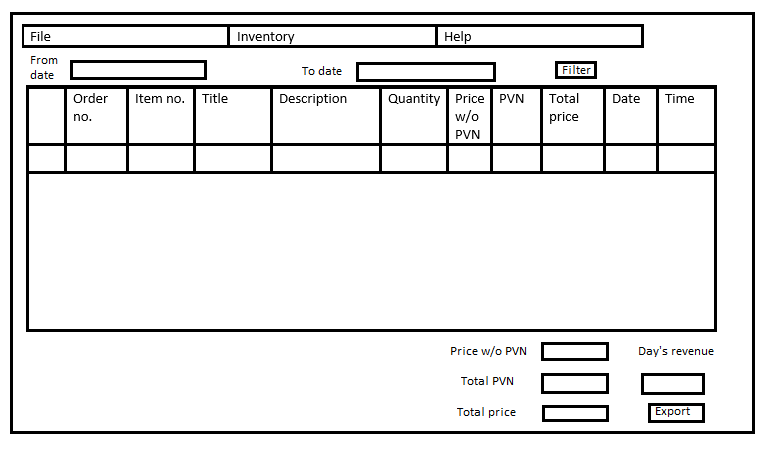 File Inventory Help
From
date
To date
Filter
Order
no.
Item no.
Title
Description
Quantity
Price
w/o
PVN
PVN
Total
price
Date
Time
Price w/o PVN
Day's revenue
Total PVN
Total price
Export